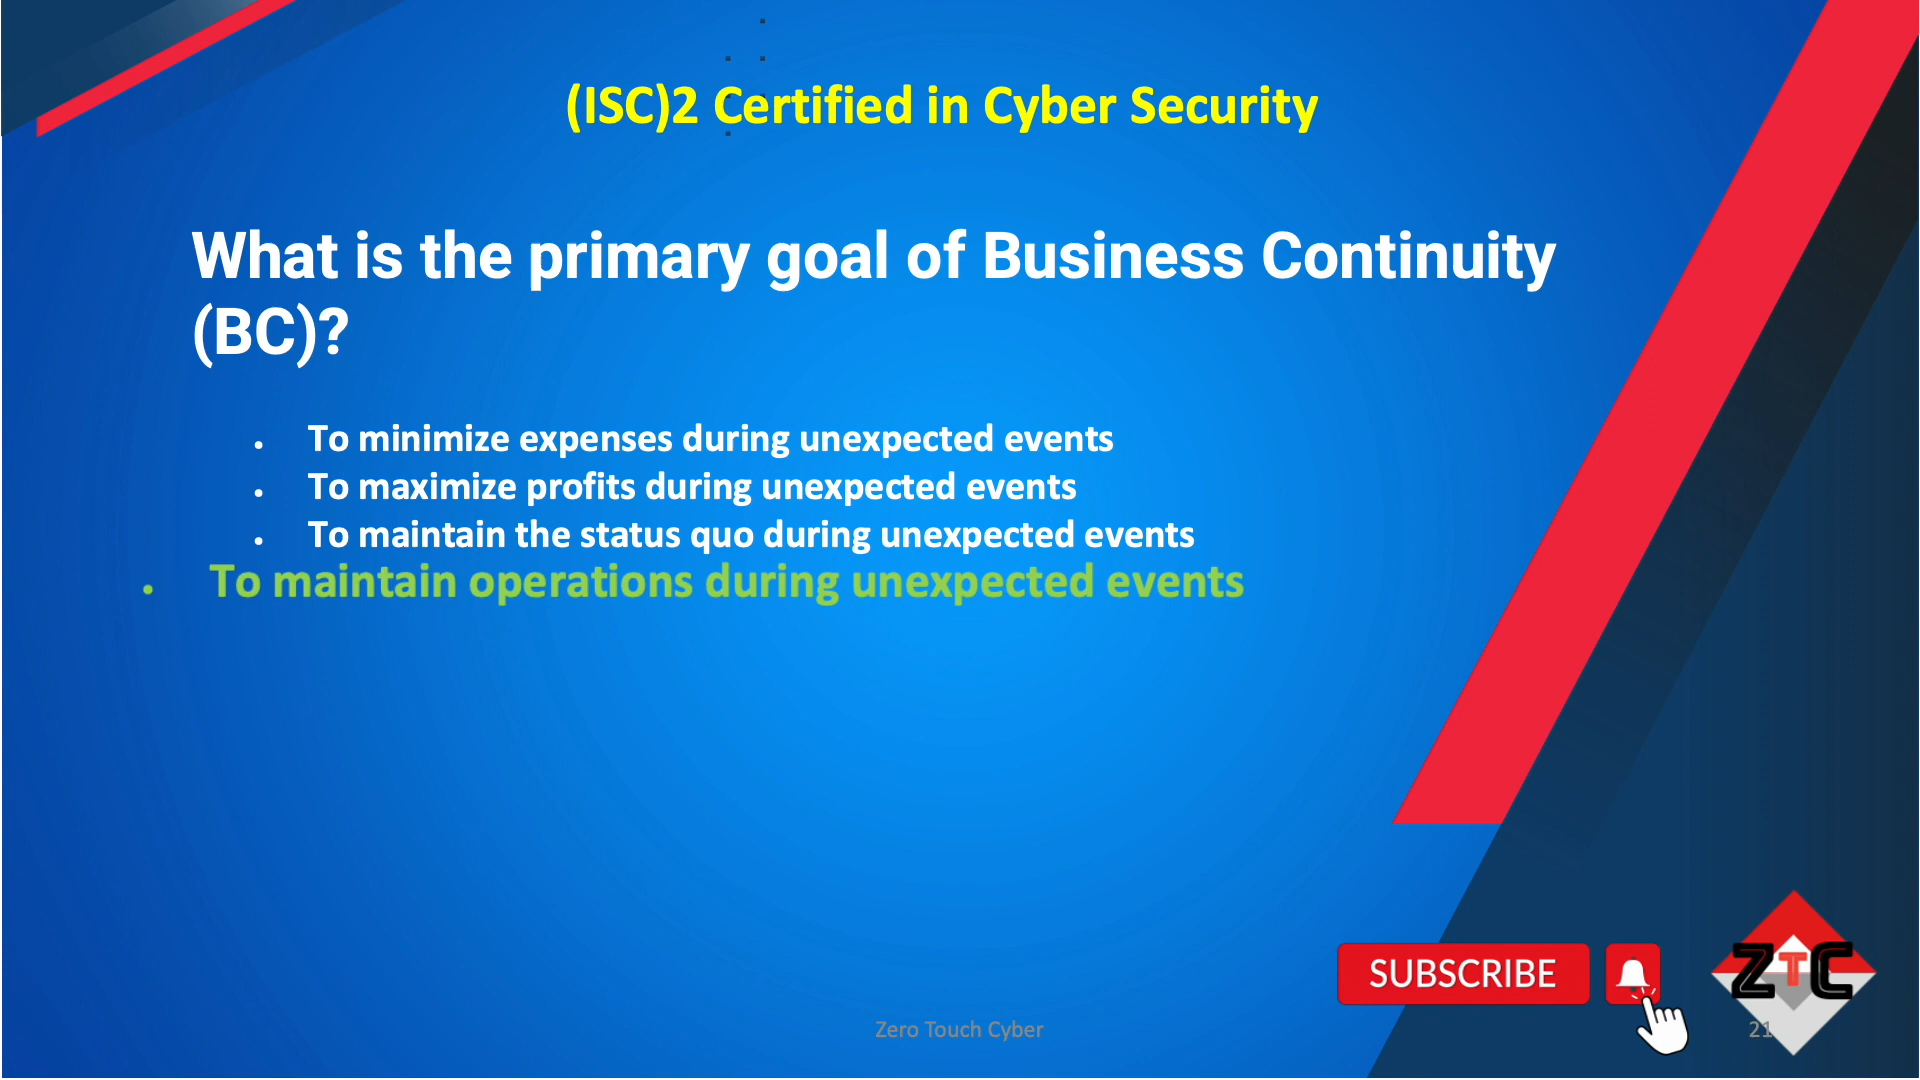 (ISC)2 Certified in Cyber Security
What is the primary goal of Business Continuity
(BC)?
• To minimize expenses during unexpected events
• To maximize profits during unexpected events
• To maintain the status quo during unexpected events
• To maintain operations during unexpected events
SUBSCRIBE
ZTC
Zero Touch Cyber
21